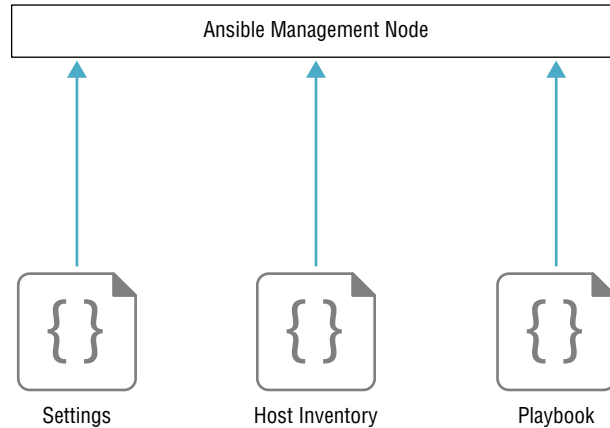 Ansible Management Node
{ }
{ }
{ }
Settings
Host Inventory
Playbook